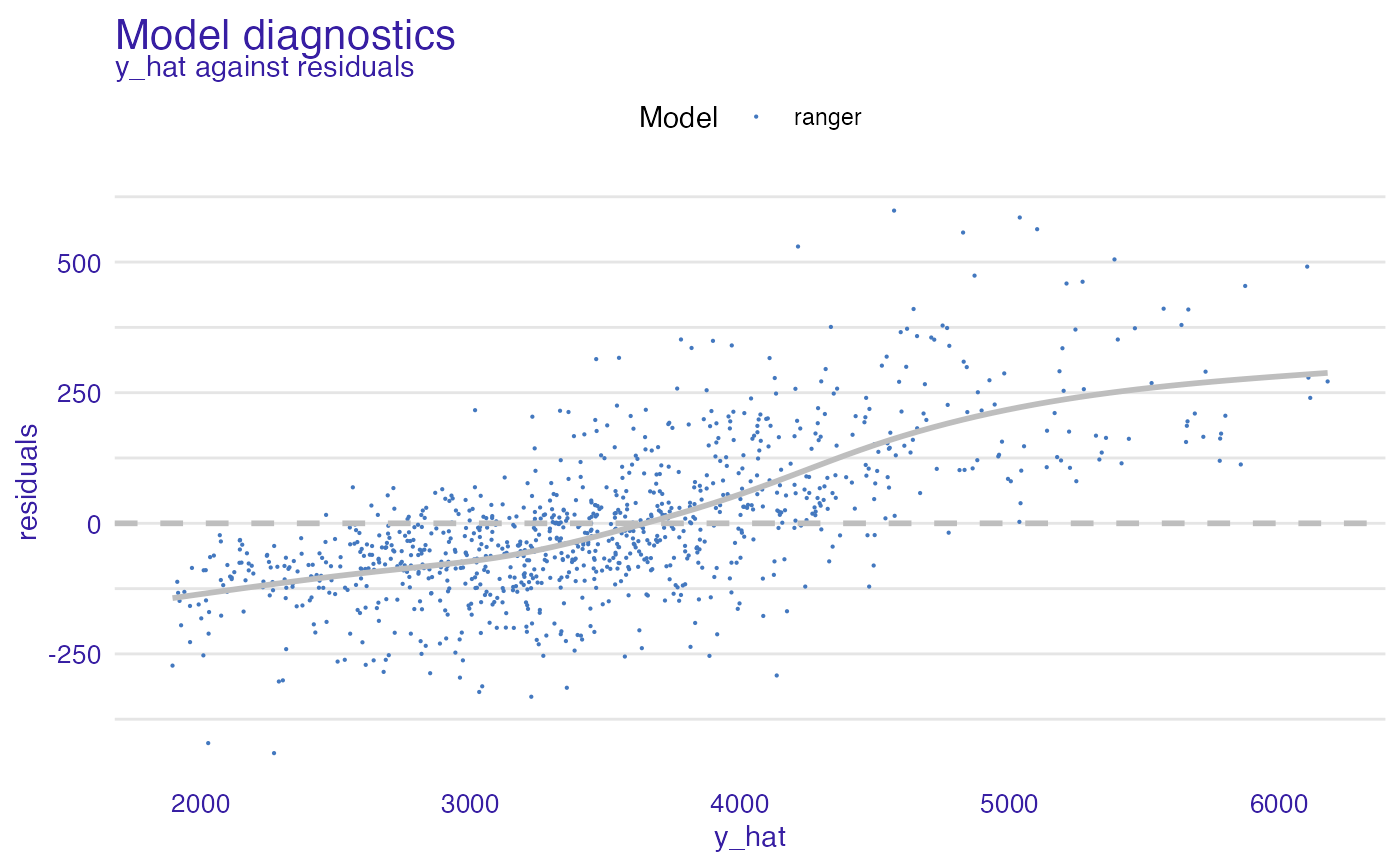 Model diagnostics
y_hat against residuals
Model ranger
500
250
0
-250
residuals
2000 3000 4000 5000 6000
y_hat